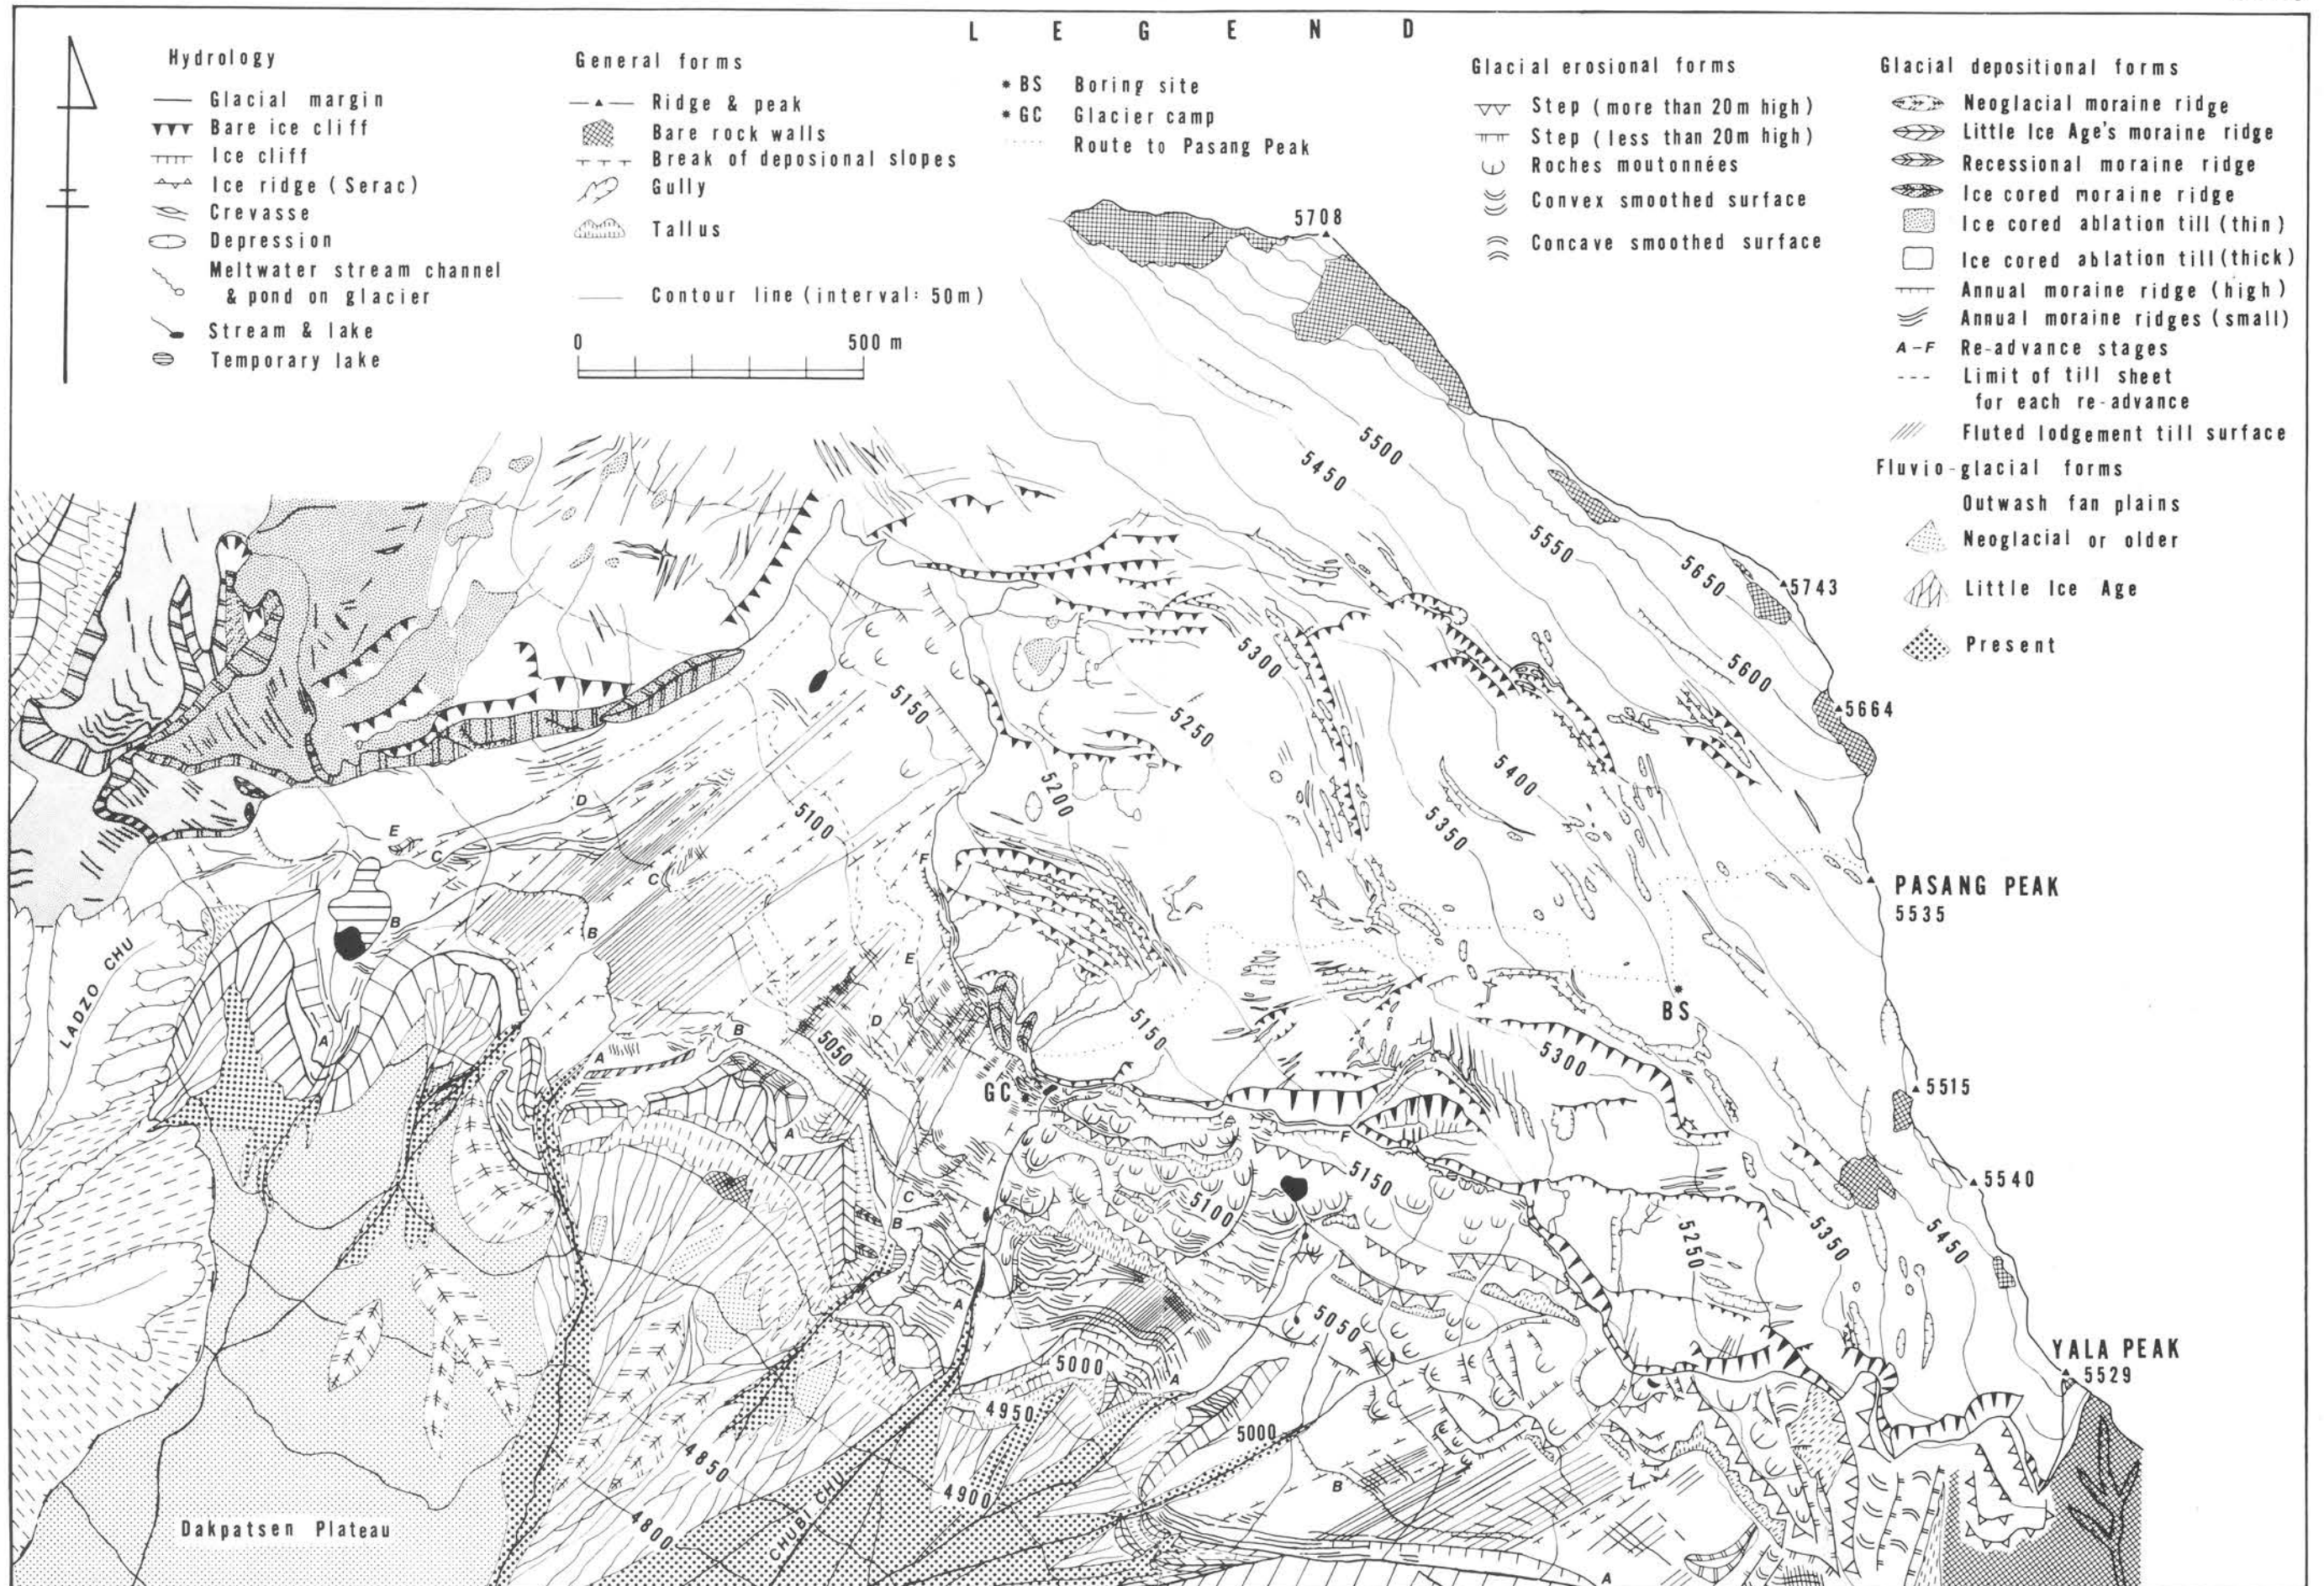 L E G E N D
Hydrology
Glacial margin
Bare ice cliff
Ice cliff
Ice ridge (Serac)
Crevasse
Depression
Meltwater stream channel
& pond on glacier
Stream & lake
Temporary lake
General forms
Ridge & peak
Bare rock walls
Break of deposional slopes
Gully
Tallus
Contour line (interval: 50m)
0 500 m
* BS Boring site
* GC Glacier camp
Route to Pasang Peak
Glacial erosional forms
Step (more than 20m high)
Step (less than 20m high)
Roches moutonnées
Convex smoothed surface
Concave smoothed surface
Glacial depositional forms
Neoglacial moraine ridge
Little Ice Age's moraine ridge
Recessional moraine ridge
Ice cored moraine ridge
Ice cored ablation till (thin)
Ice cored ablation till (thick)
Annual moraine ridge (high)
Annual moraine ridges (small)
A-F Re-advance stages
Limit of till sheet
for each re-advance
Fluted lodgement till surface
Fluvio-glacial forms
Outwash fan plains
Neoglacial or older
Little Ice Age
Present
5708
5500
5450
5550
5650
5743
5600
5664
5300
5250
5150
5200
5400
5350
5100
D
E
C
C
F
PASANG PEAK
5535
B
B
E
LADZO CHU
BS
D
A
B
A
5050
5150
5300
GC
5515
A
F
5150
5540
C
B
5100
5250
5350
5450
A
5050
YALA PEAK
5529
5000
A
4950
5000
4850
4900
B
CHUBI CHU
4800
Dakpatsen Plateau
A